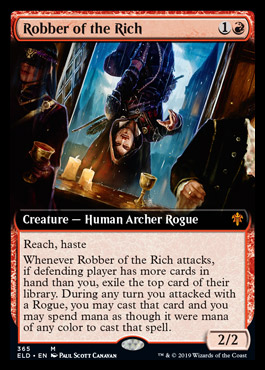 Robber of the Rich 1
Creature — Human Archer Rogue
Reach, haste
Whenever Robber of the Rich attacks,
if defending player has more cards in
hand than you, exile the top card of their
library. During any turn you attacked with
a Rogue, you may cast that card and you
may spend mana as though it were mana
of any color to cast that spell.
2/2
365 M
ELD • EN PAUL SCOTT CANAVAN ™ & © 2019 Wizards of the Coast